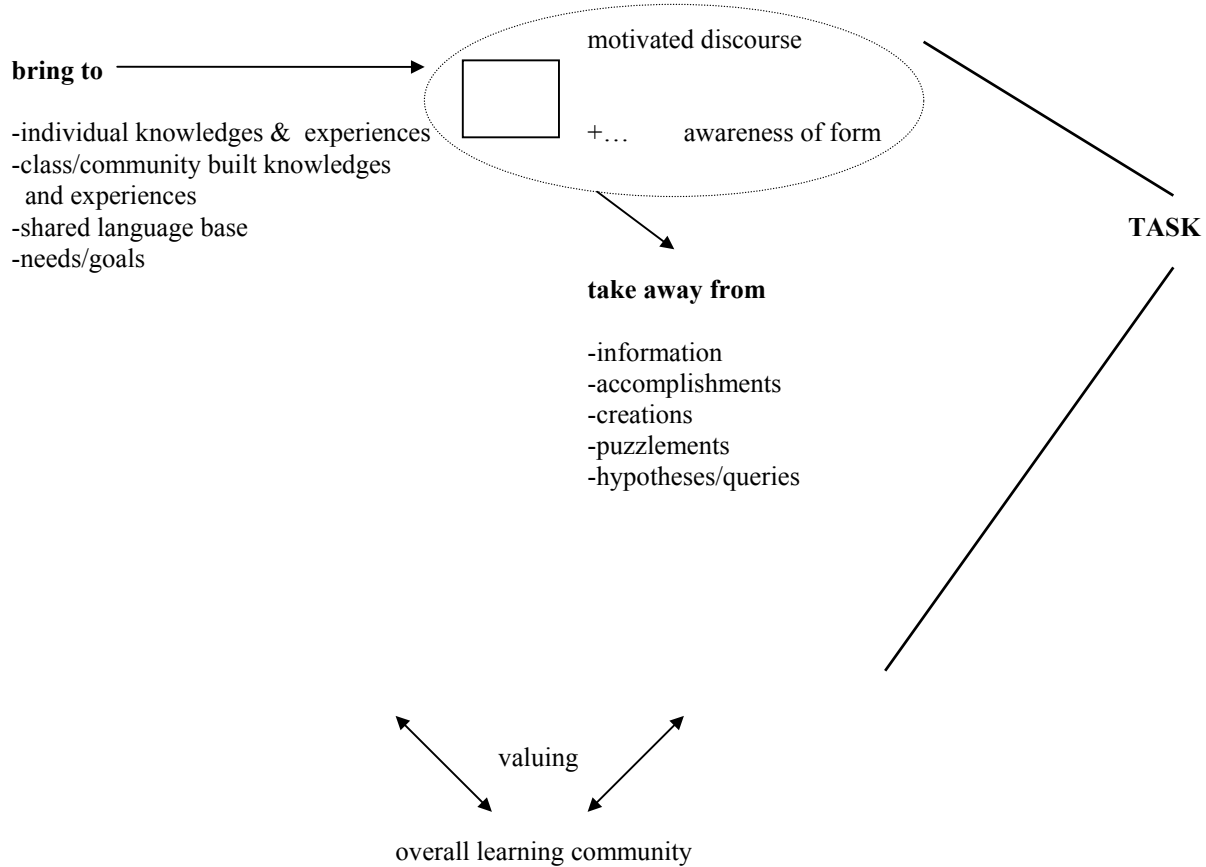 motivated discourse
bring to
-individual knowledges & experiences
+... awareness of form
-class/community built knowledges
and experiences
-shared language base
-needs/goals
TASK
take away from
-information
-accomplishments
-creations
-puzzlements
-hypotheses/queries
valuing
overall learning community